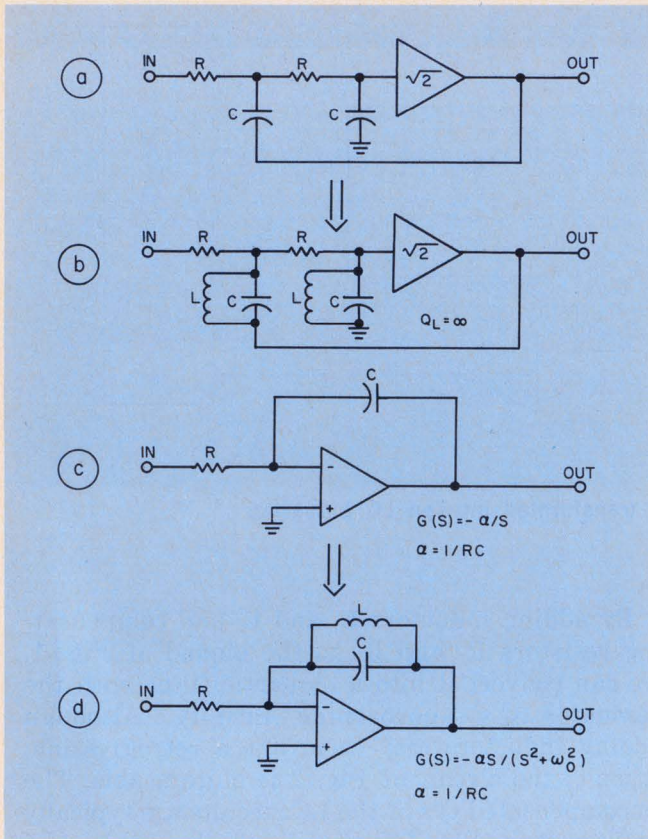 a
IN R R √2 OUT
C C
b
IN R R √2 OUT
L C L C
Q_L = ∞
C
c
IN R - OUT
+
G(S) = - α/S
α = 1/RC
L
C
d
IN R - OUT
+
G(S) = - αS/(S² + ω₀²)
α = 1/RC